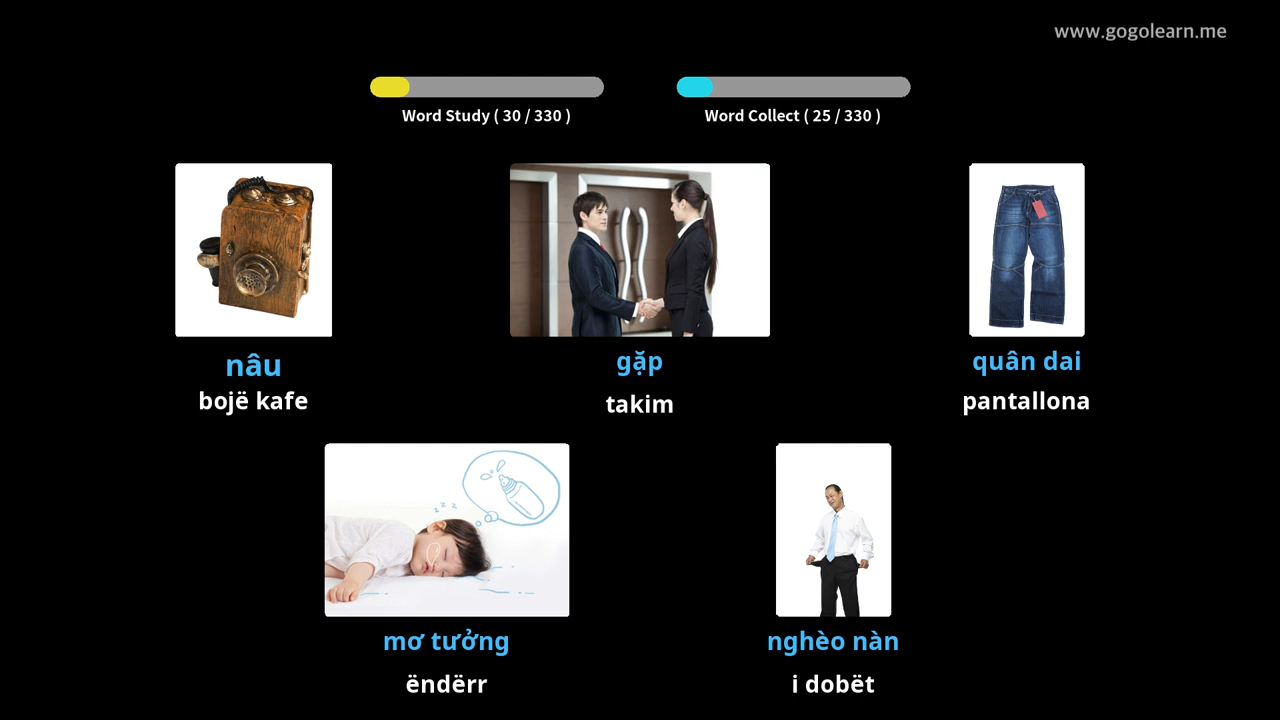 www.gogolearn.me
Word Study ( 30 / 330 )
Word Collect ( 25 / 330 )
nâu
bojë kafe
gặp
takim
quân dai
pantallona
mơ tưởng
ëndërr
nghèo nàn
i dobët